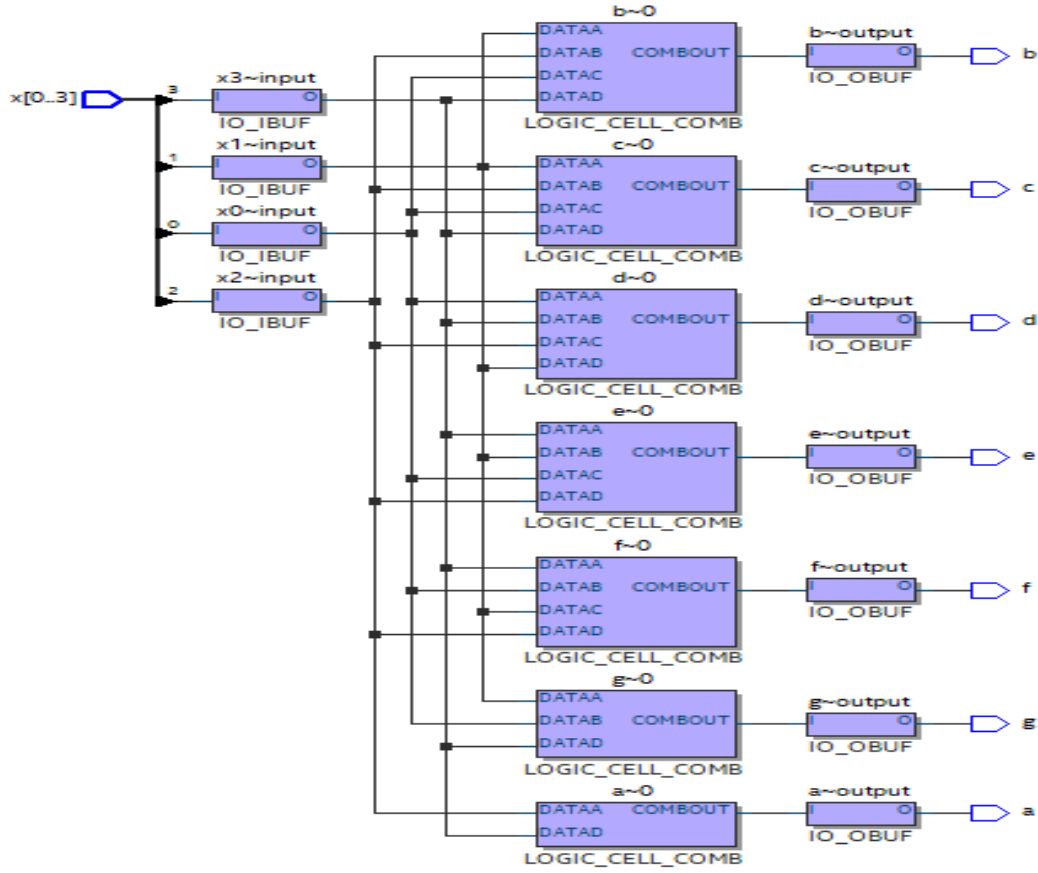 x[0..3]
3
x3~input
I O
IO_IBUF
1
x1~input
I O
IO_IBUF
0
x0~input
I O
IO_IBUF
2
x2~input
I O
IO_IBUF
b~0
DATAA
DATAB COMBOUT
DATAC
DATAD
LOGIC_CELL_COMB
b~output
I O
IO_OBUF
b
c~0
DATAA
DATAB COMBOUT
DATAC
DATAD
LOGIC_CELL_COMB
c~output
I O
IO_OBUF
c
d~0
DATAA
DATAB COMBOUT
DATAC
DATAD
LOGIC_CELL_COMB
d~output
I O
IO_OBUF
d
e~0
DATAA
DATAB COMBOUT
DATAC
DATAD
LOGIC_CELL_COMB
e~output
I O
IO_OBUF
e
f~0
DATAA
DATAB COMBOUT
DATAC
DATAD
LOGIC_CELL_COMB
f~output
I O
IO_OBUF
f
g~0
DATAA
DATAB COMBOUT
DATAD
LOGIC_CELL_COMB
g~output
I O
IO_OBUF
g
a~0
DATAA COMBOUT
DATAD
LOGIC_CELL_COMB
a~output
I O
IO_OBUF
a